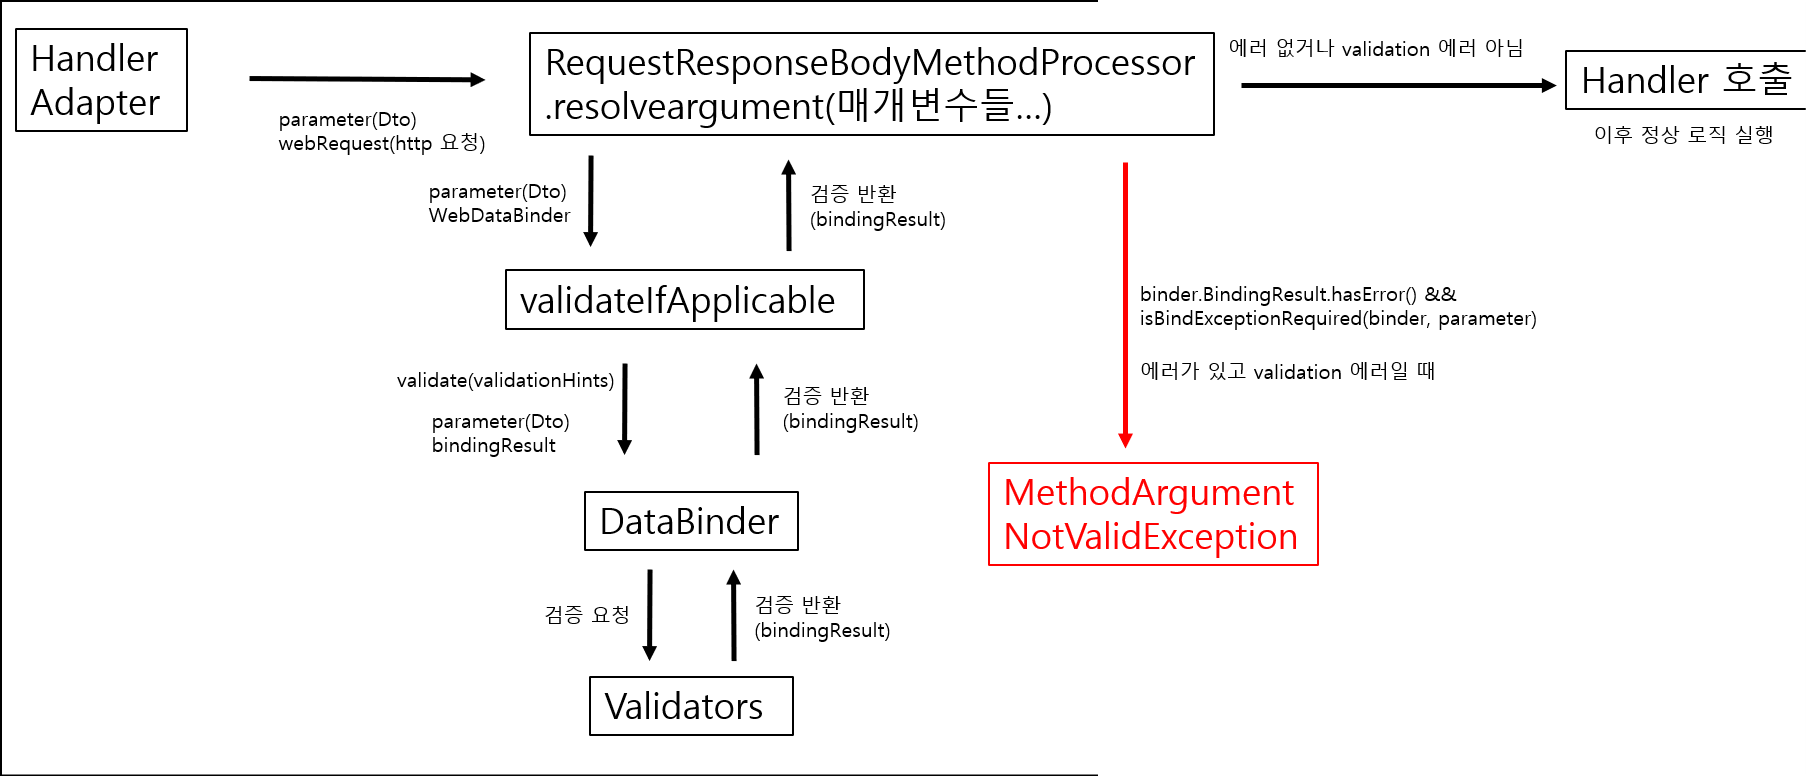 Handler
Adapter
parameter(Dto)
webRequest(http 요청)
RequestResponseBodyMethodProcessor
.resolveargument(매개변수들...)
에러 없거나 validation 에러 아님
Handler 호출
이후 정상 로직 실행
parameter(Dto)
WebDataBinder
검증 반환
(bindingResult)
validateIfApplicable
binder.BindingResult.hasError() &&
isBindExceptionRequired(binder, parameter)
에러가 있고 validation 에러일 때
validate(validationHints)
parameter(Dto)
bindingResult
검증 반환
(bindingResult)
DataBinder
MethodArgument
NotValidException
검증 요청
검증 반환
(bindingResult)
Validators